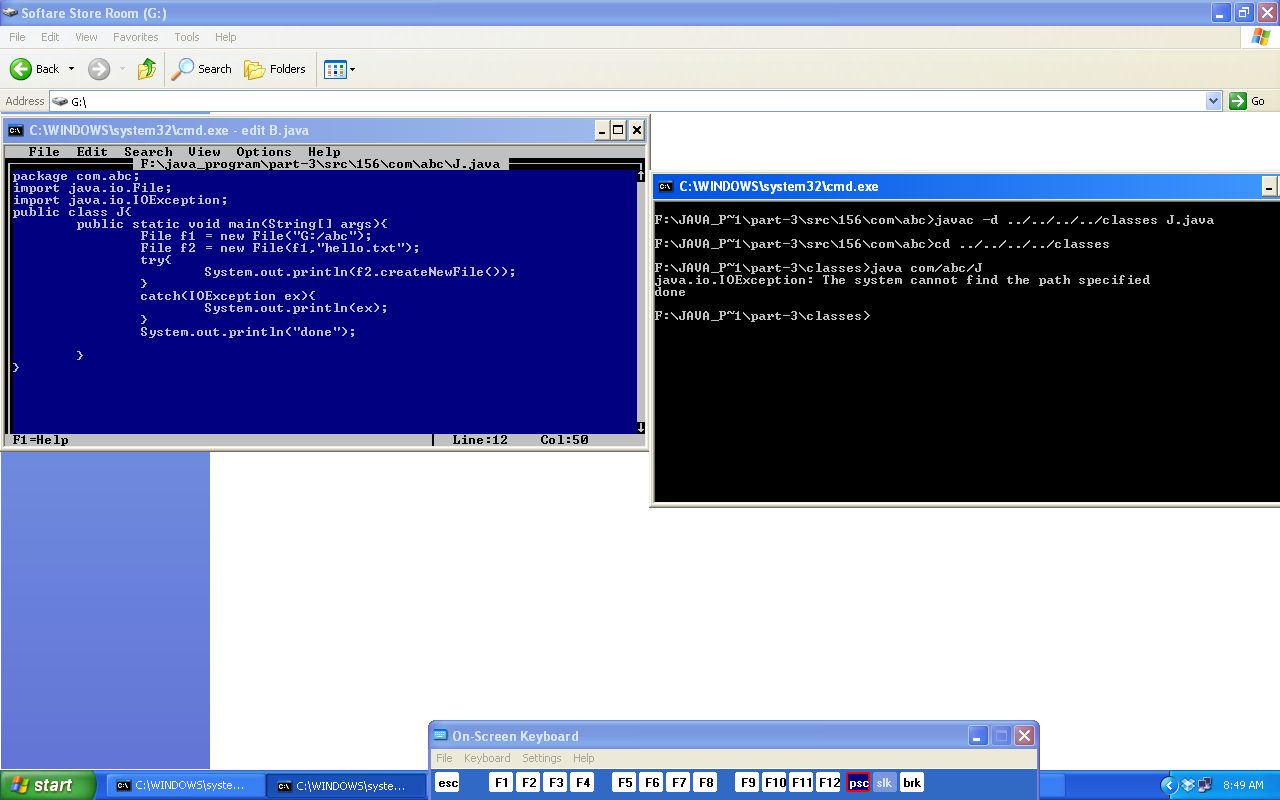 Softare Store Room (G:)
File Edit View Favorites Tools Help
Back Search Folders
Address G:\ Go
C:\WINDOWS\system32\cmd.exe - edit B.java
File Edit Search View Options Help
F:\java_program\part-3\src\156\com\abc\J.java
package com.abc;
import java.io.File;
import java.io.IOException;
public class J{
public static void main(String[] args){
File f1 = new File("G:/abc");
File f2 = new File(f1,"hello.txt");
try{
System.out.println(f2.createNewFile());
}
catch(IOException ex){
System.out.println(ex);
}
System.out.println("done");
}
}
F1=Help Line:12 Col:50
C:\WINDOWS\system32\cmd.exe
F:\JAVA_P~1\part-3\src\156\com\abc>javac -d ../../../../classes J.java
F:\JAVA_P~1\part-3\src\156\com\abc>cd ../../../../classes
F:\JAVA_P~1\part-3\classes>java com/abc/J
java.io.IOException: The system cannot find the path specified
done
F:\JAVA_P~1\part-3\classes>
On-Screen Keyboard
File Keyboard Settings Help
esc F1 F2 F3 F4 F5 F6 F7 F8 F9 F10 F11 F12 psc slk brk
start C:\WINDOWS\syste... C:\WINDOWS\syste... 8:49 AM